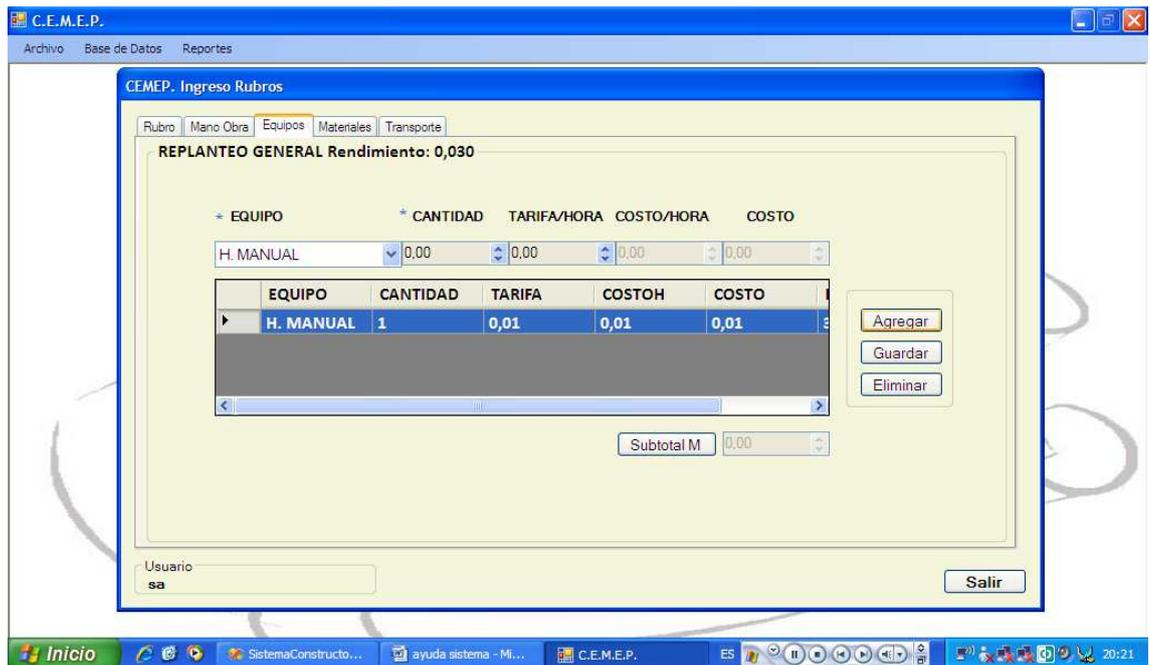 C.E.M.E.P.
Archivo Base de Datos Reportes
CEMEP. Ingreso Rubros
Rubro Mano Obra Equipos Materiales Transporte
REPLANTEO GENERAL Rendimiento: 0,030
* EQUIPO * CANTIDAD TARIFA/HORA COSTO/HORA COSTO
H. MANUAL 0,00 0,00 0,00 0,00
EQUIPO CANTIDAD TARIFA COSTOH COSTO
H. MANUAL 1 0,01 0,01 0,01
Agregar
Guardar
Eliminar
Subtotal M 0,00
Usuario
sa
Salir
Inicio SistemaConstructo... ayuda sistema - Mi... C.E.M.E.P. ES 20:21